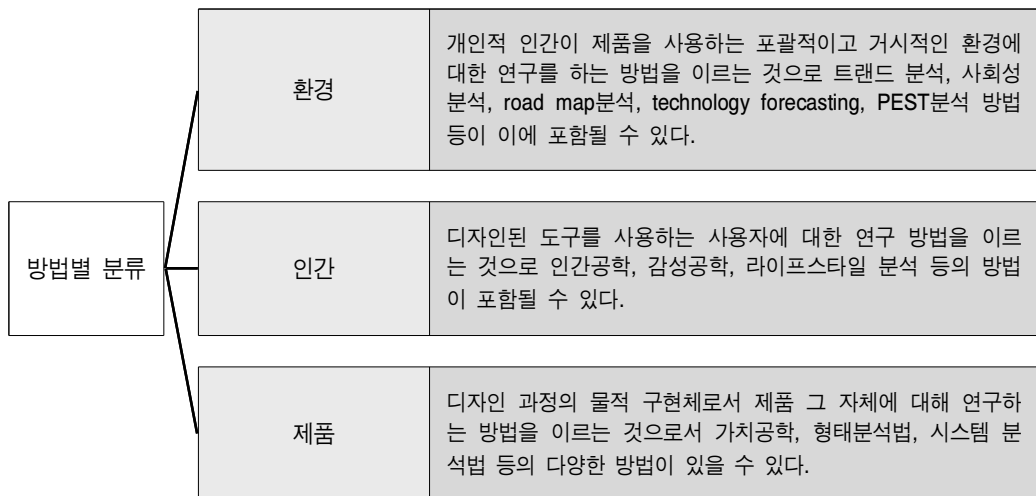 방법별 분류
환경
개인적 인간이 제품을 사용하는 포괄적이고 거시적인 환경에
대한 연구를 하는 방법을 이르는 것으로 트랜드 분석, 사회성
분석, road map분석, technology forecasting, PEST분석 방법
등이 이에 포함될 수 있다.
인간
디자인된 도구를 사용하는 사용자에 대한 연구 방법을 이르
는 것으로 인간공학, 감성공학, 라이프스타일 분석 등의 방법
이 포함될 수 있다.
제품
디자인 과정의 물적 구현체로서 제품 그 자체에 대해 연구하
는 방법을 이르는 것으로서 가치공학, 형태분석법, 시스템 분
석법 등의 다양한 방법이 있을 수 있다.